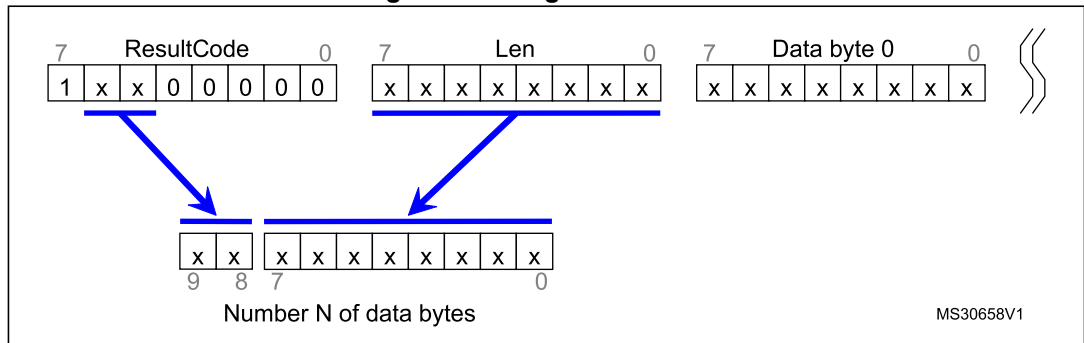 7 ResultCode 0 7 Len 0 7 Data byte 0 0
1 x x 0 0 0 0 0 x x x x x x x x x x x x x x x x
x x x x x x x x x x
9 8 7 0
Number N of data bytes
MS30658V1